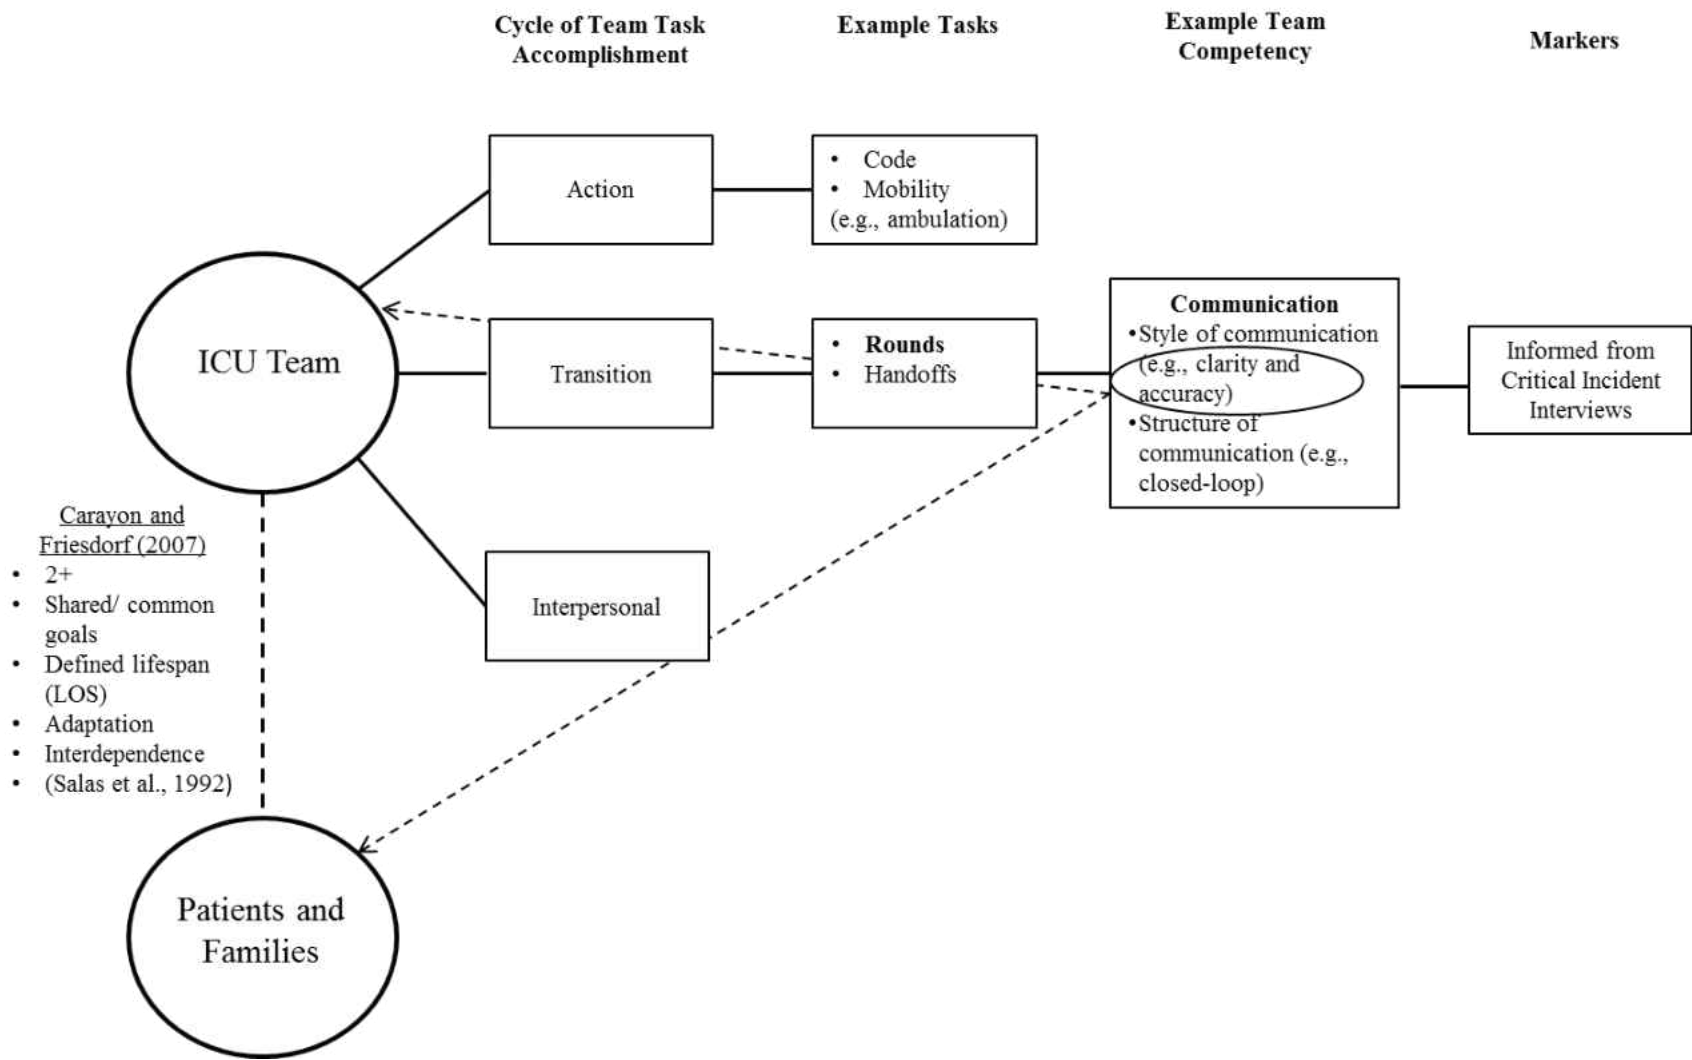 Cycle of Team Task
Accomplishment
Example Tasks
Example Team
Competency
Markers
Action
• Code
• Mobility
(e.g., ambulation)
ICU Team
Transition
• Rounds
• Handoffs
Communication
•Style of communication
(e.g., clarity and
accuracy)
•Structure of
communication (e.g.,
closed-loop)
Informed from
Critical Incident
Interviews
Interpersonal
Carayon and
Friesdorf (2007)
• 2+
• Shared/ common
goals
• Defined lifespan
(LOS)
• Adaptation
• Interdependence
• (Salas et al., 1992)
Patients and
Families